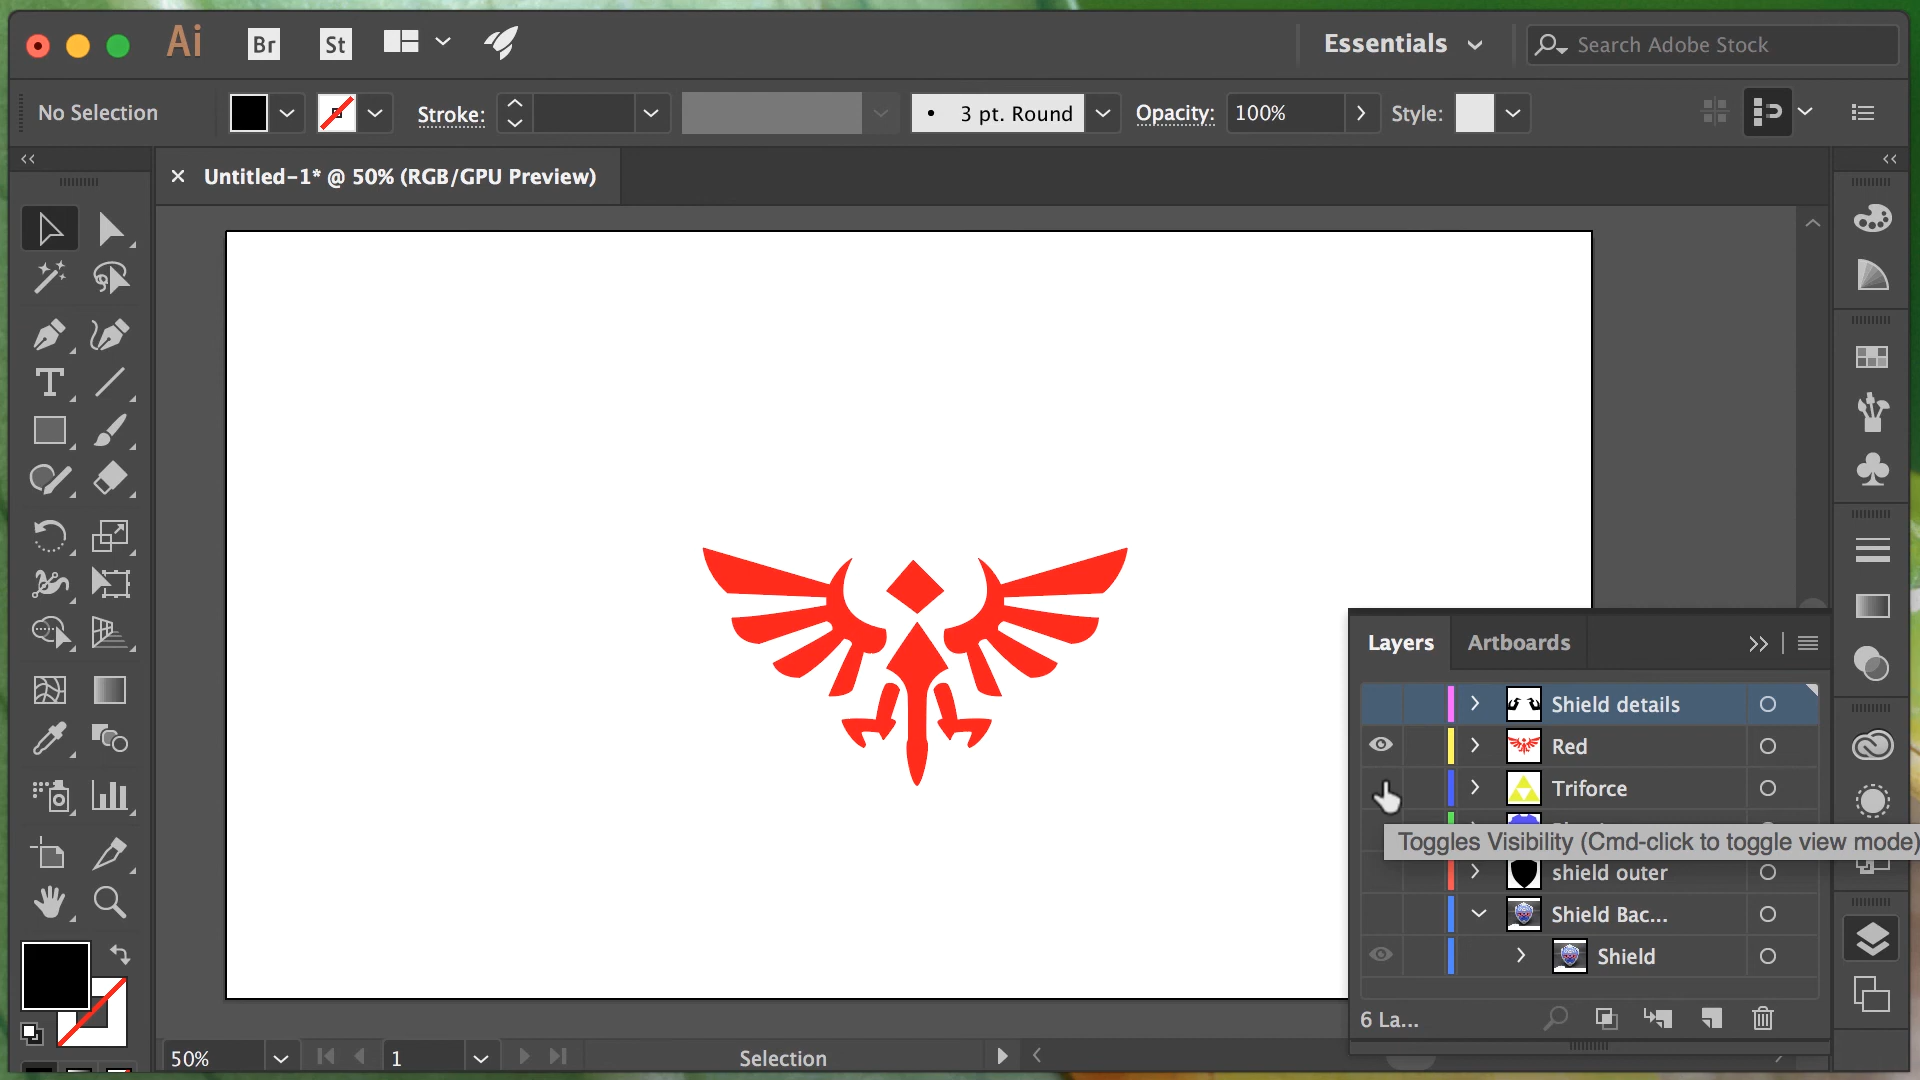 Ai Br St Essentials Search Adobe Stock
No Selection Stroke: 3 pt. Round Opacity: 100% Style:
Untitled-1* @ 50% (RGB/GPU Preview)
Layers Artboards
Shield details
Red
Triforce
Toggles Visibility (Cmd-click to toggle view mode)
shield outer
Shield Bac...
Shield
6 La...
50% 1 Selection